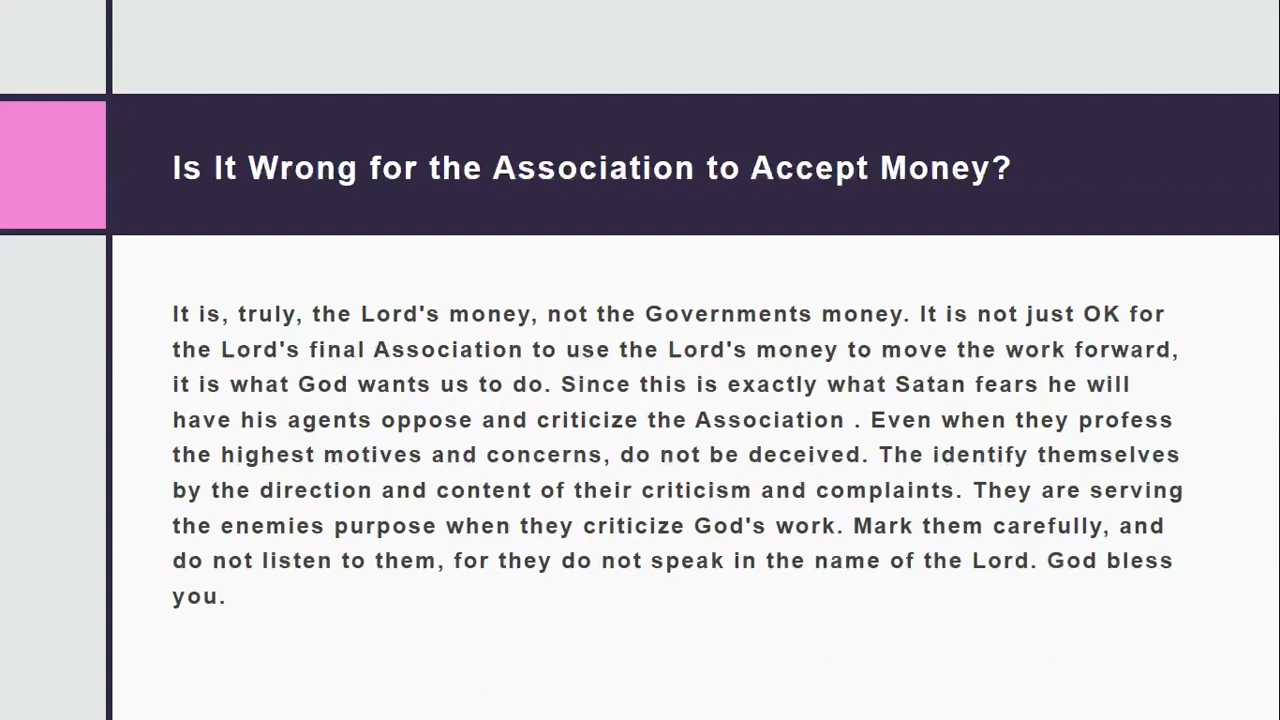 Is It Wrong for the Association to Accept Money?
It is, truly, the Lord's money, not the Governments money. It is not just OK for
the Lord's final Association to use the Lord's money to move the work forward,
it is what God wants us to do. Since this is exactly what Satan fears he will
have his agents oppose and criticize the Association . Even when they profess
the highest motives and concerns, do not be deceived. The identify themselves
by the direction and content of their criticism and complaints. They are serving
the enemies purpose when they criticize God's work. Mark them carefully, and
do not listen to them, for they do not speak in the name of the Lord. God bless
you.